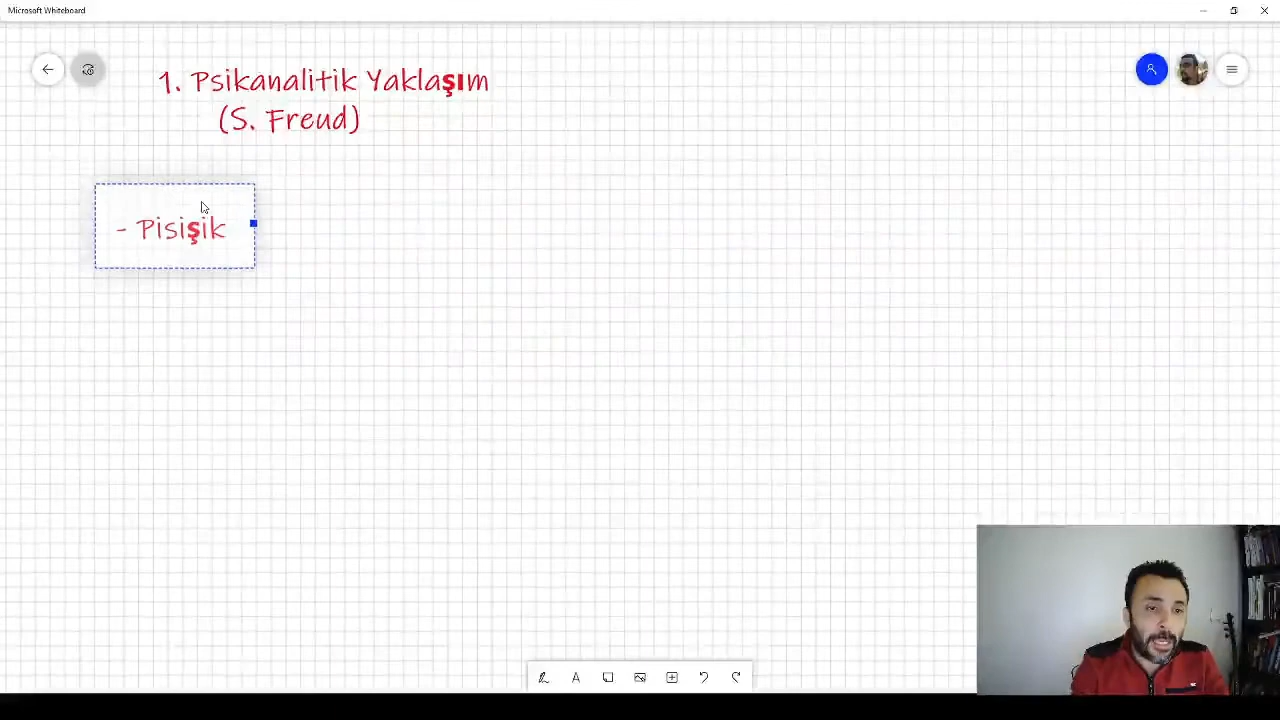 Microsoft Whiteboard
1. Psikanalitik Yaklaşım
(S. Freud)
- Pisişik